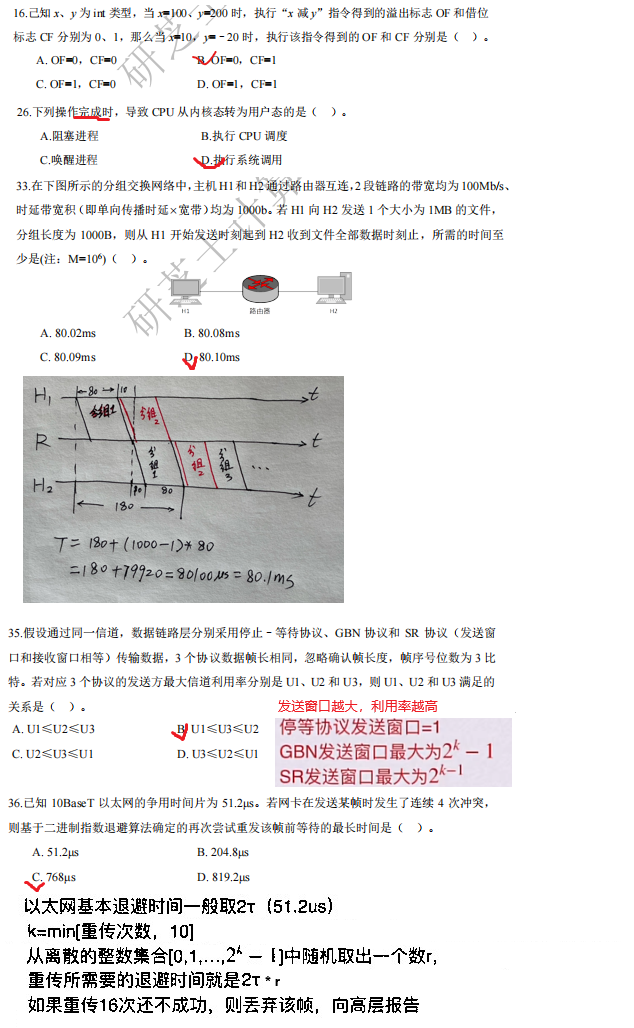 16.已知 x、y 为 int 类型，当 x=100、y=200 时，执行“x 减 y”指令得到的溢出标志 OF 和借位
标志 CF 分别为 0、1，那么当 x=10，y=﹣20 时，执行该指令得到的 OF 和 CF 分别是（ ）。
A. OF=0，CF=0 B. OF=0，CF=1
C. OF=1，CF=0 D. OF=1，CF=1
26.下列操作完成时，导致 CPU 从内核态转为用户态的是（ ）。
A.阻塞进程 B.执行 CPU 调度
C.唤醒进程 D.执行系统调用
33.在下图所示的分组交换网络中，主机 H1 和 H2 通过路由器互连，2 段链路的带宽均为 100Mb/s、
时延带宽积（即单向传播时延×宽带）均为 1000b。若 H1 向 H2 发送 1 个大小为 1MB 的文件，
分组长度为 1000B，则从 H1 开始发送时刻起到 H2 收到文件全部数据时刻止，所需的时间至
少是(注：M=10⁶)（ ）。
H1 路由器 H2
A. 80.02ms B. 80.08ms
C. 80.09ms D. 80.10ms
80 10
H₁ 分组1 分组2 t
R 分组1 分组2 分组3 … t
H₂ 10 80 t
180
T= 180+(1000-1)*80
=180+79920=80100us=80.1ms
35.假设通过同一信道，数据链路层分别采用停止﹣等待协议、GBN 协议和 SR 协议（发送窗
口和接收窗口相等）传输数据，3 个协议数据帧长相同，忽略确认帧长度，帧序号位数为 3 比
特。若对应 3 个协议的发送方最大信道利用率分别是 U1、U2 和 U3，则 U1、U2 和 U3 满足的
关系是（ ）。
发送窗口越大，利用率越高
A. U1≤U2≤U3 B. U1≤U3≤U2
C. U2≤U3≤U1 D. U3≤U2≤U1
停等协议发送窗口=1
GBN发送窗口最大为2ᵏ − 1
SR发送窗口最大为2ᵏ⁻¹
36.已知 10BaseT 以太网的争用时间片为 51.2μs。若网卡在发送某帧时发生了连续 4 次冲突，
则基于二进制指数退避算法确定的再次尝试重发该帧前等待的最长时间是（ ）。
A. 51.2μs B. 204.8μs
C. 768μs D. 819.2μs
以太网基本退避时间一般取2τ（51.2us）
k=min[重传次数，10]
从离散的整数集合[0,1,...,2ᵏ − 1]中随机取出一个数r,
重传所需要的退避时间就是2τ * r
如果重传16次还不成功，则丢弃该帧，向高层报告